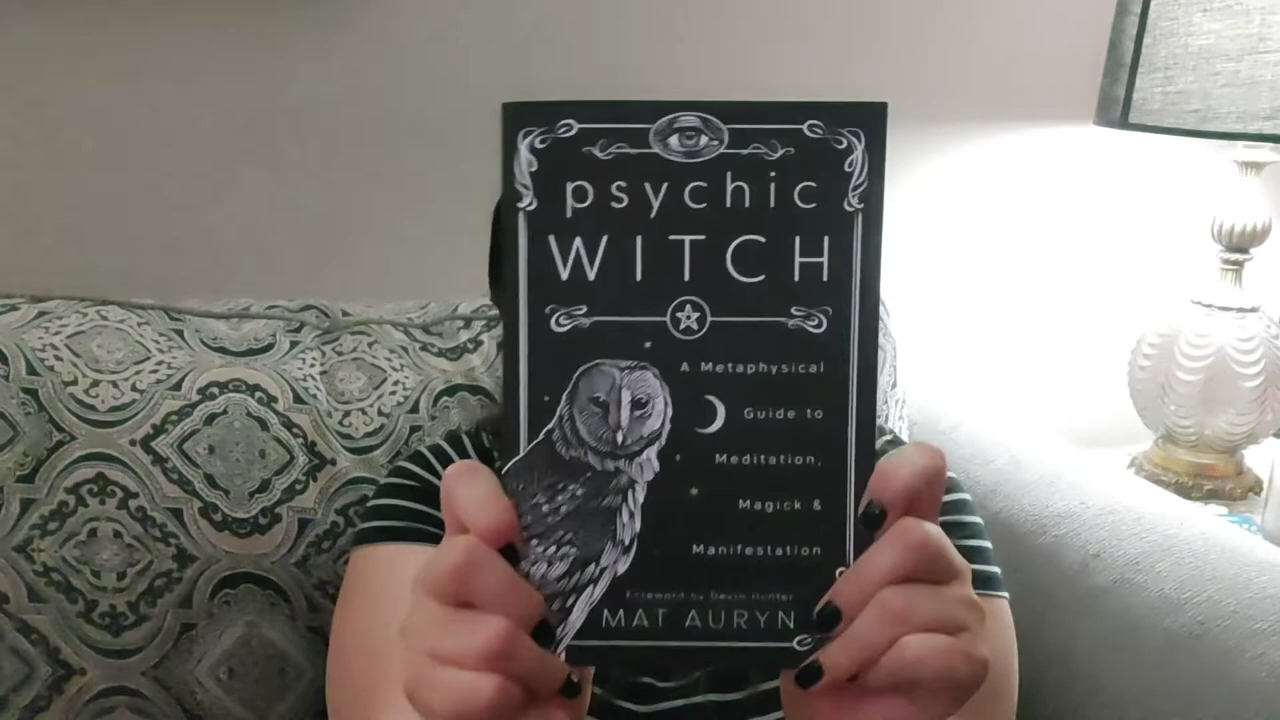 psychic
WITCH
A Metaphysical
Guide to
Meditation,
Magick &
Manifestation
Foreword by Devin Hunter
MAT AURYN